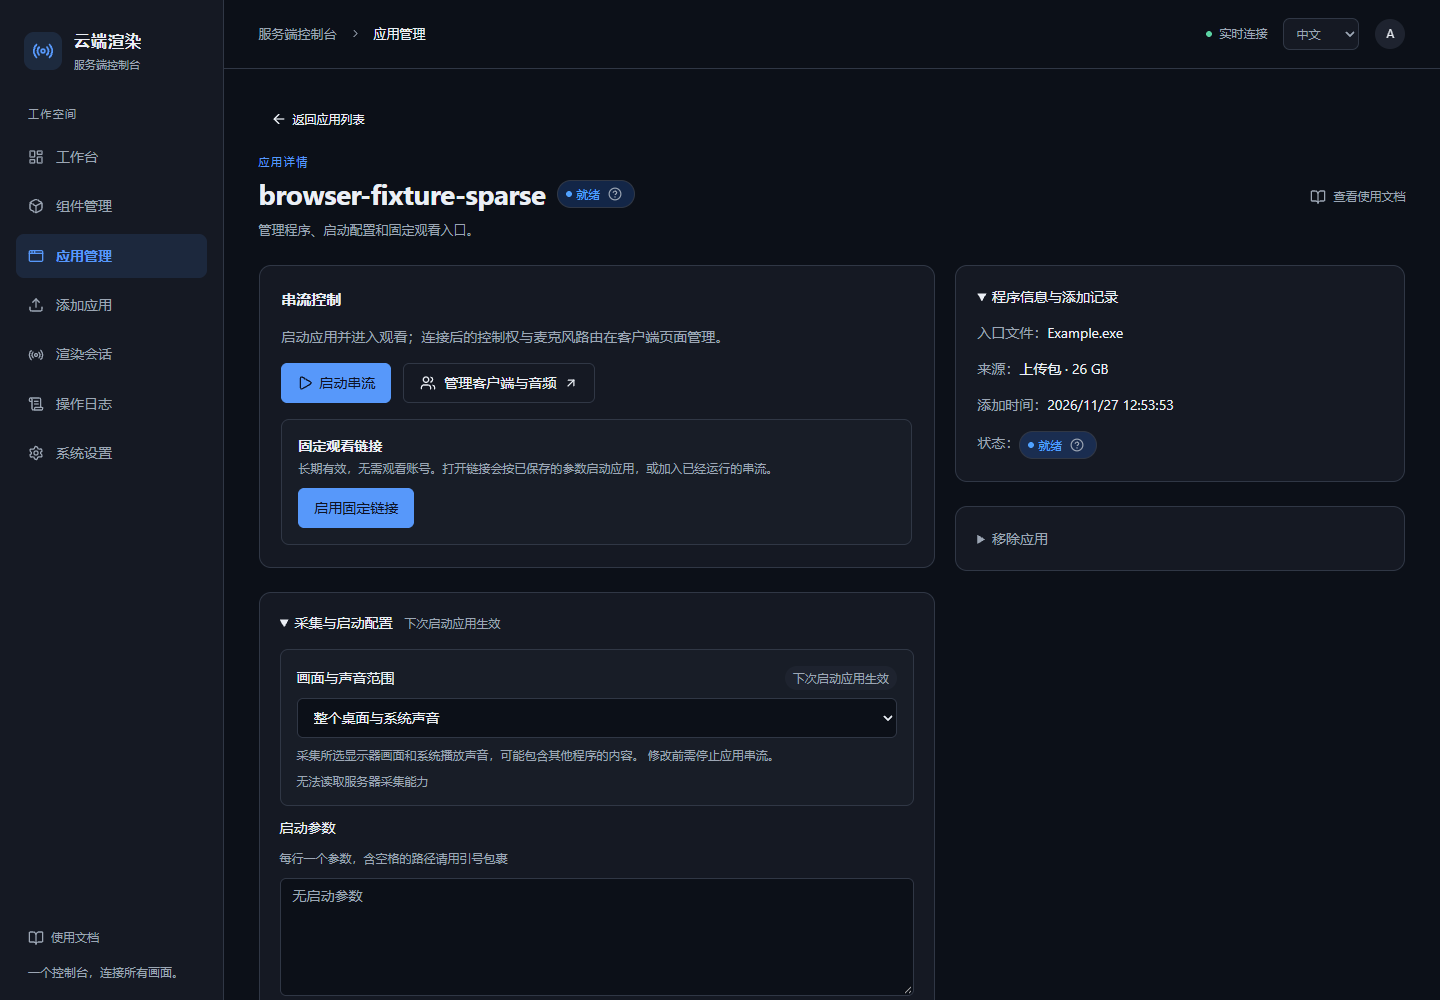 云端渲染
服务端控制台
工作空间
工作台
组件管理
应用管理
添加应用
渲染会话
操作日志
系统设置
使用文档
一个控制台，连接所有画面。
服务端控制台 › 应用管理
实时连接
中文
A
返回应用列表
应用详情
browser-fixture-sparse
就绪
查看使用文档
管理程序、启动配置和固定观看入口。
串流控制
启动应用并进入观看；连接后的控制权与麦克风路由在客户端页面管理。
启动串流
管理客户端与音频
固定观看链接
长期有效，无需观看账号。打开链接会按已保存的参数启动应用，或加入已经运行的串流。
启用固定链接
采集与启动配置 下次启动应用生效
画面与声音范围
下次启动应用生效
整个桌面与系统声音
采集所选显示器画面和系统播放声音，可能包含其他程序的内容。 修改前需停止应用串流。
无法读取服务器采集能力
启动参数
每行一个参数，含空格的路径请用引号包裹
无启动参数
程序信息与添加记录
入口文件：Example.exe
来源：上传包 · 26 GB
添加时间：2026/11/27 12:53:53
状态：就绪
移除应用